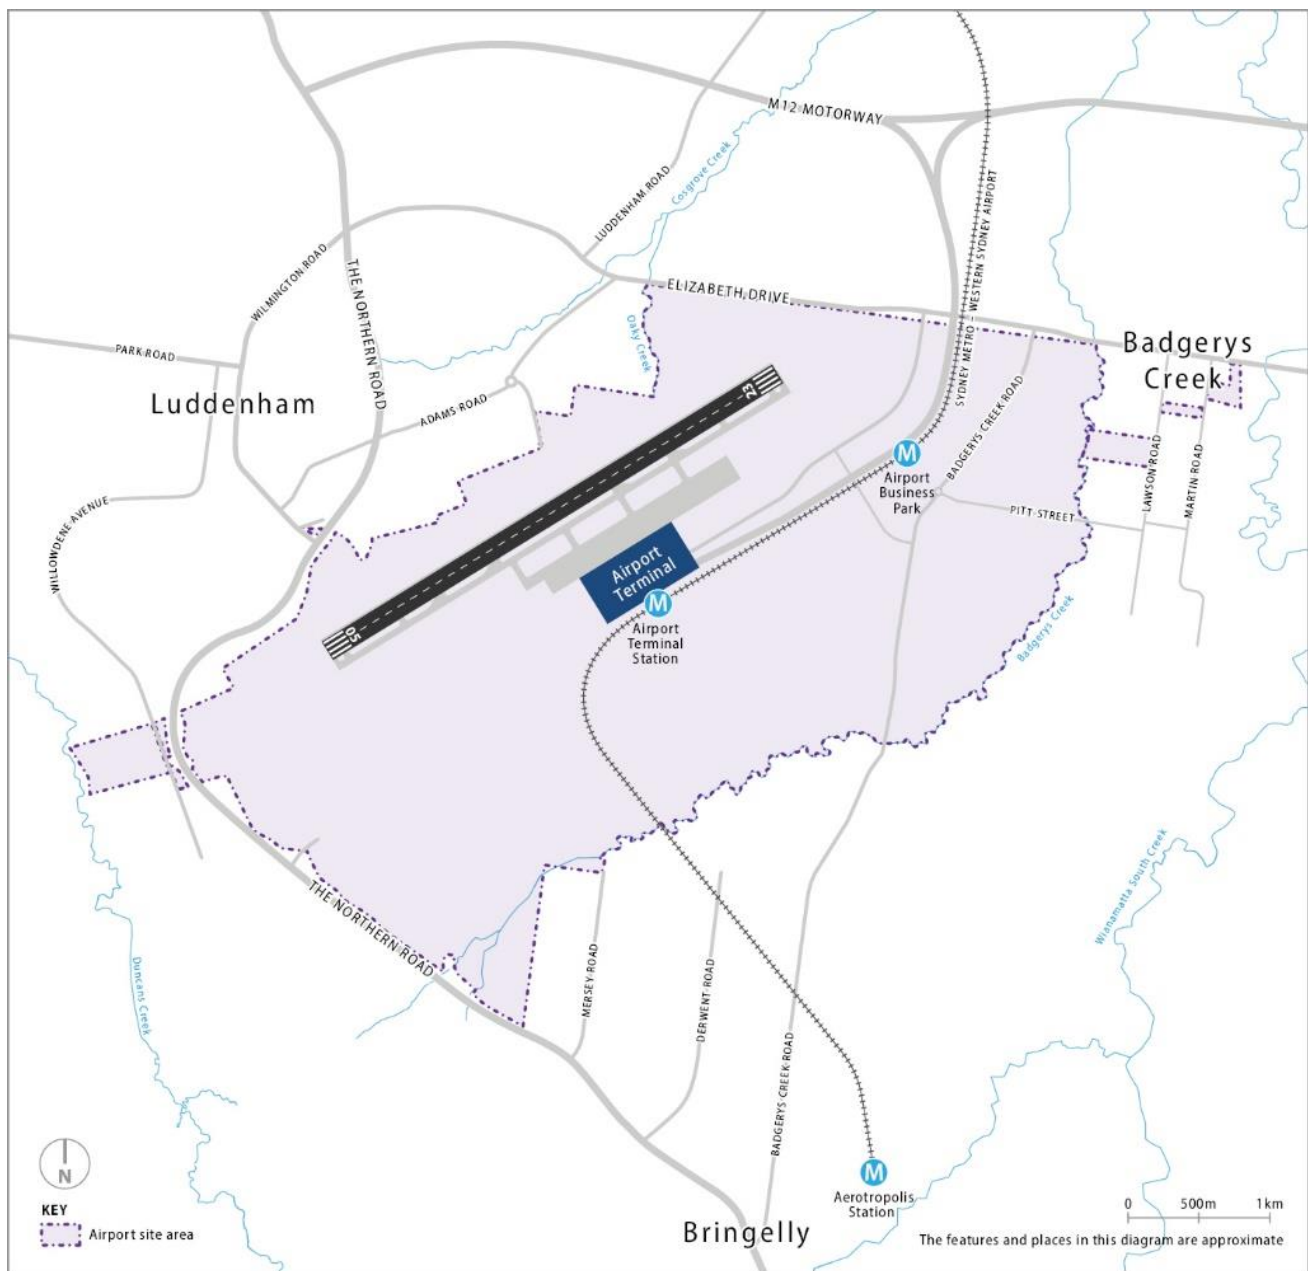 M12 MOTORWAY
Cosgrove Creek
LUDDENHAM ROAD
SYDNEY METRO – WESTERN SYDNEY AIRPORT
WILMINGTON ROAD
THE NORTHERN ROAD
ELIZABETH DRIVE
Oaky Creek
Badgerys
Creek
PARK ROAD
Luddenham
ADAMS ROAD
23
BADGERYS CREEK ROAD
M
Airport
Business
Park
LAWSON ROAD
MARTIN ROAD
PITT STREET
WILLOWDENE AVENUE
Airport
Terminal
M
Airport
Terminal
Station
05
Badgerys Creek
Wianamatta South Creek
THE NORTHERN ROAD
Duncans Creek
MERSEY ROAD
DERWENT ROAD
BADGERYS CREEK ROAD
M
Aerotropolis
Station
Bringelly
N
KEY
Airport site area
0 500m 1km
The features and places in this diagram are approximate